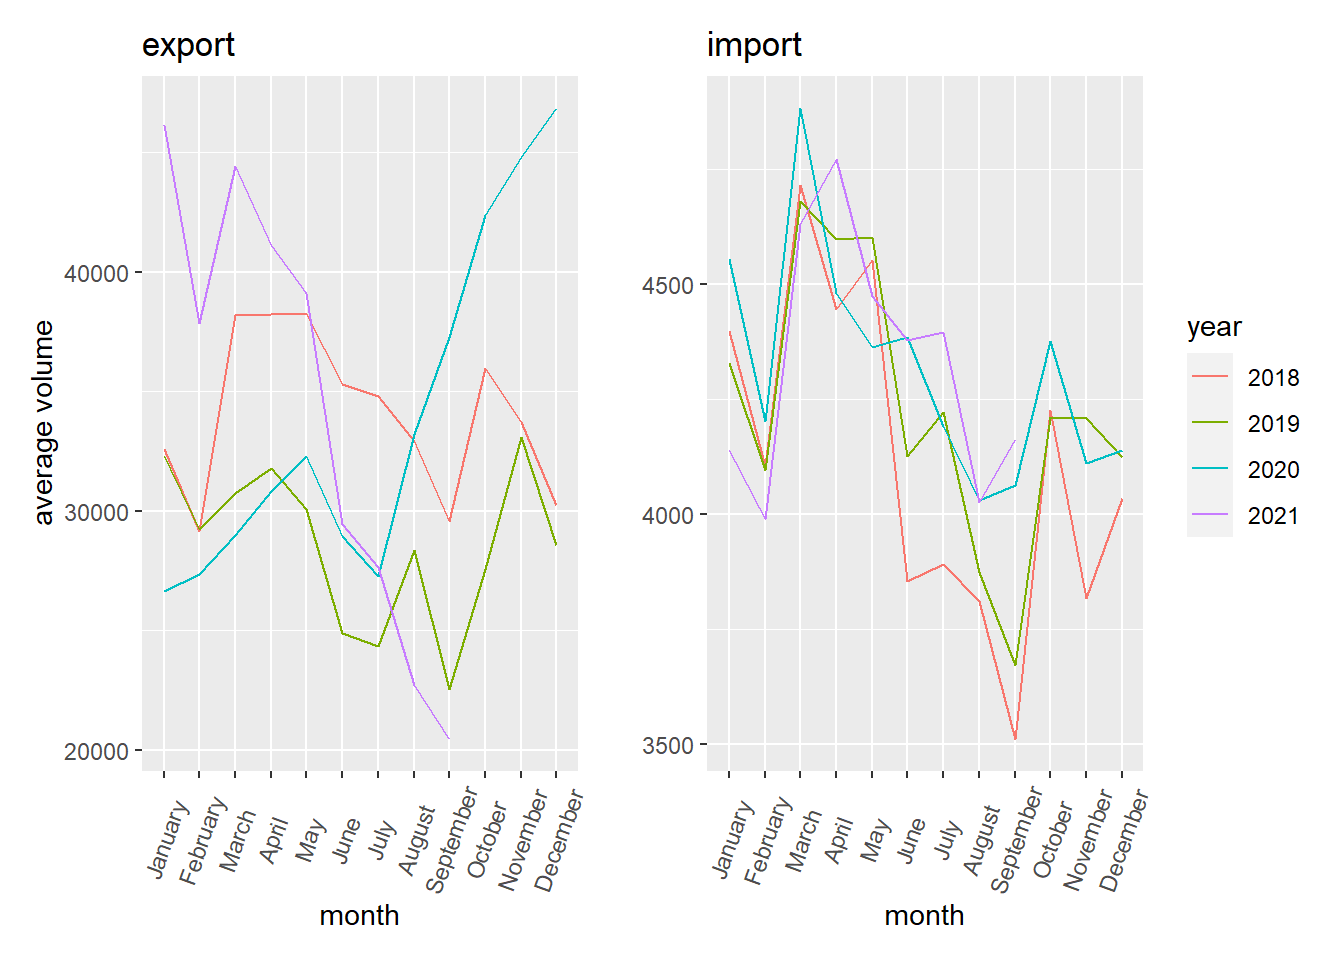 export
import
average volume
40000
30000
20000
January
February
March
April
May
June
July
August
September
October
November
December
month
4500
4000
3500
January
February
March
April
May
June
July
August
September
October
November
December
month
year
2018
2019
2020
2021